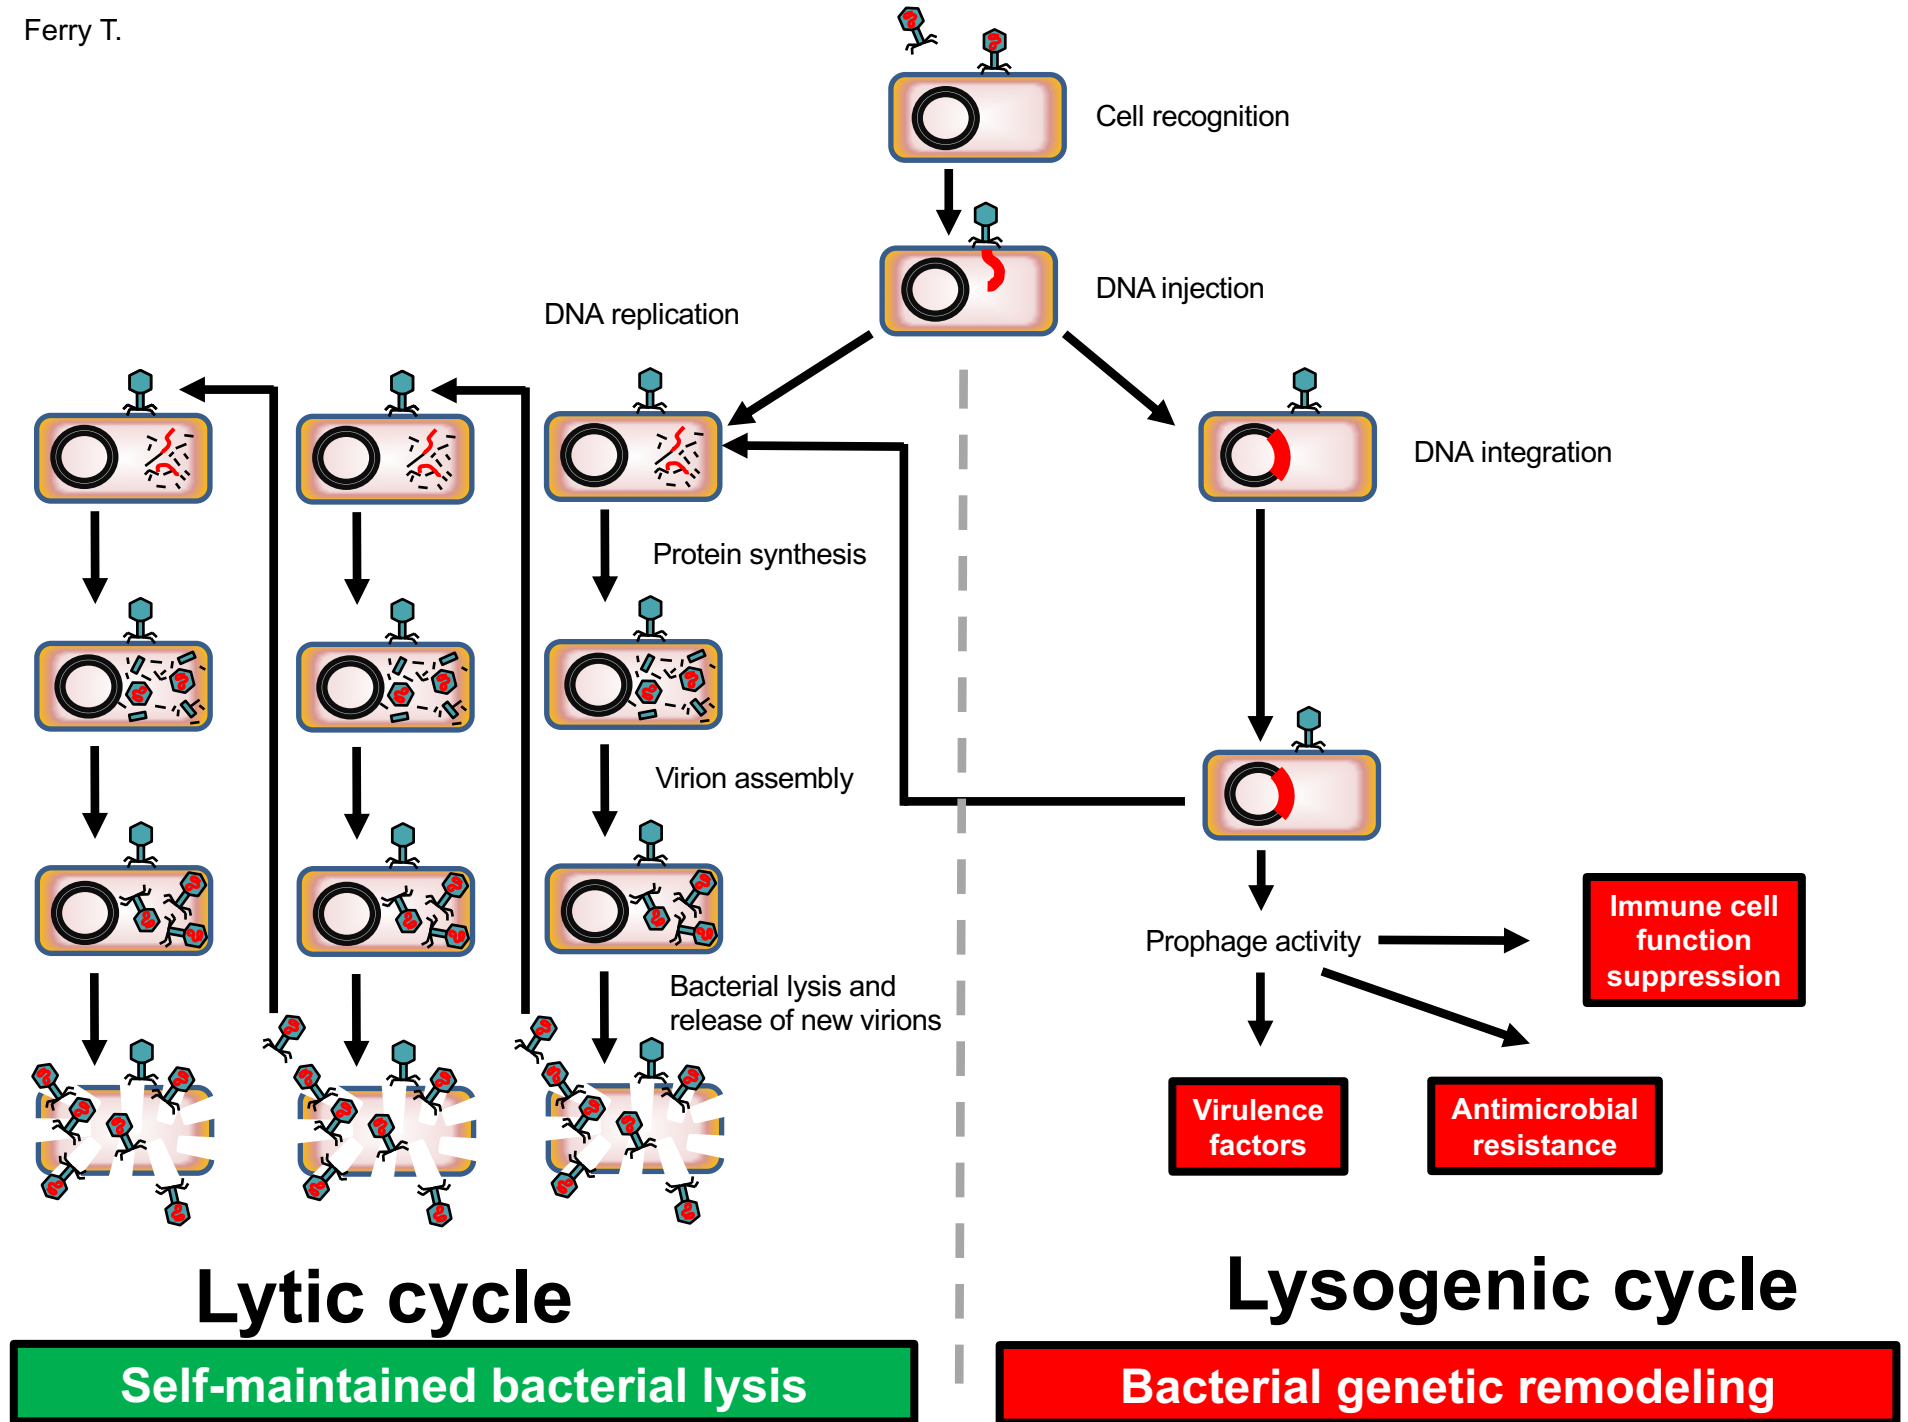 Ferry T.
Cell recognition
DNA injection
DNA replication
DNA integration
Protein synthesis
Virion assembly
Bacterial lysis and
release of new virions
Prophage activity
Immune cell
function
suppression
Virulence
factors
Antimicrobial
resistance
Lytic cycle
Lysogenic cycle
Self-maintained bacterial lysis
Bacterial genetic remodeling